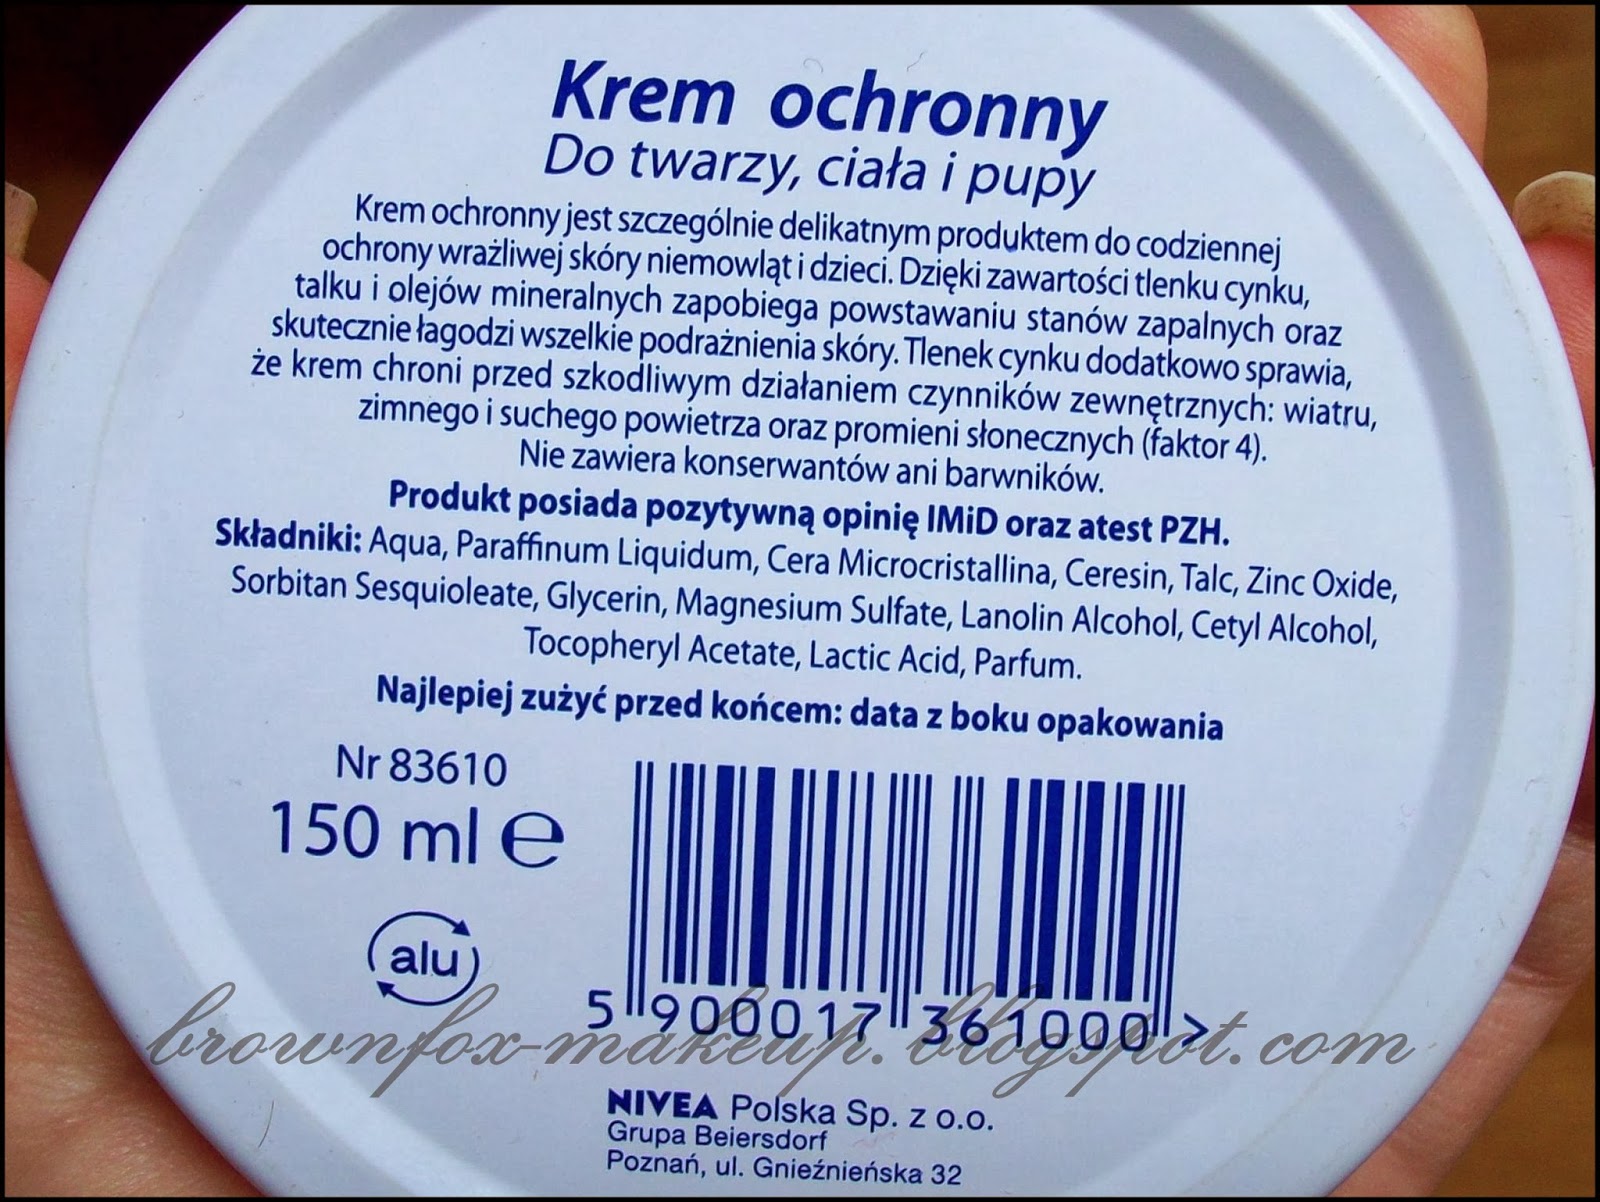 Krem ochronny
Do twarzy, ciała i pupy
Krem ochronny jest szczególnie delikatnym produktem do codziennej
ochrony wrażliwej skóry niemowląt i dzieci. Dzięki zawartości tlenku cynku,
talku i olejów mineralnych zapobiega powstawaniu stanów zapalnych oraz
skutecznie łagodzi wszelkie podrażnienia skóry. Tlenek cynku dodatkowo sprawia,
że krem chroni przed szkodliwym działaniem czynników zewnętrznych: wiatru,
zimnego i suchego powietrza oraz promieni słonecznych (faktor 4).
Nie zawiera konserwantów ani barwników.
Produkt posiada pozytywną opinię IMiD oraz atest PZH.
Składniki: Aqua, Paraffinum Liquidum, Cera Microcristallina, Ceresin, Talc, Zinc Oxide,
Sorbitan Sesquioleate, Glycerin, Magnesium Sulfate, Lanolin Alcohol, Cetyl Alcohol,
Tocopheryl Acetate, Lactic Acid, Parfum.
Najlepiej zużyć przed końcem: data z boku opakowania
Nr 83610
150 ml e
alu
5 900017 361000 >
brownfox-makeup.blogspot.com
NIVEA Polska Sp. z o.o.
Grupa Beiersdorf
Poznań, ul. Gnieźnieńska 32